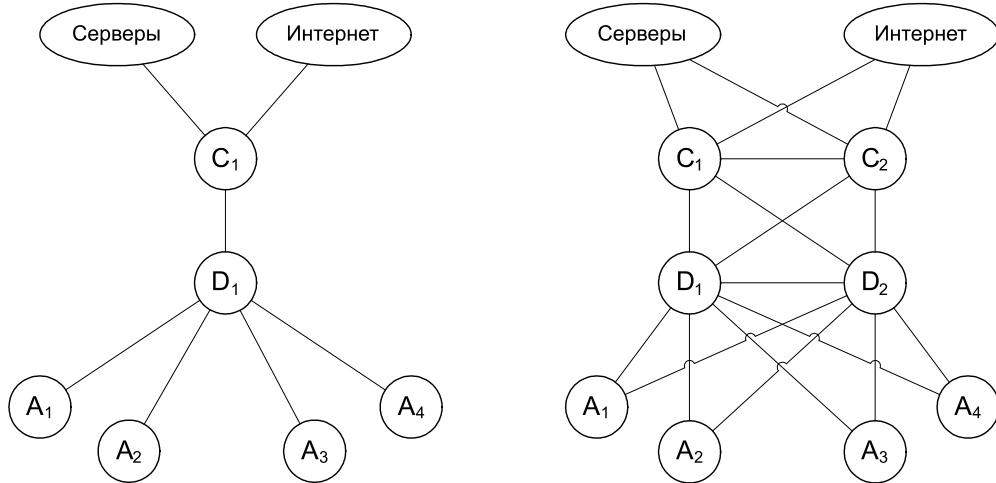 Серверы Интернет Серверы Интернет
C1 C1 C2
D1 D1 D2
A1 A4 A1 A4
A2 A3 A2 A3